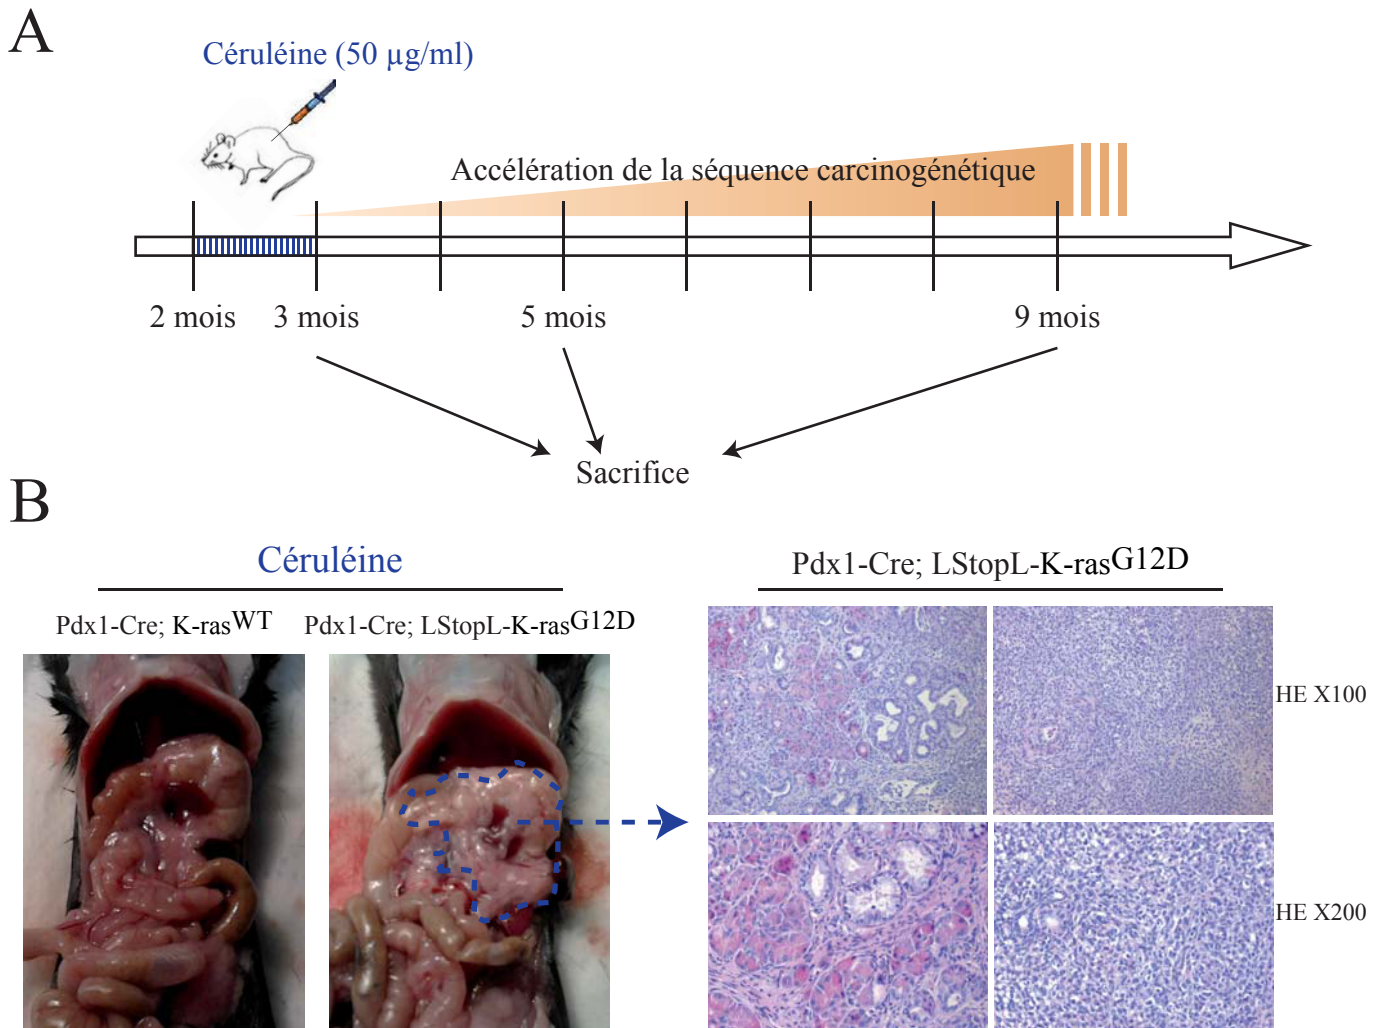 A
Céruléine (50 µg/ml)
Accélération de la séquence carcinogénétique
2 mois 3 mois 5 mois 9 mois
Sacrifice
B
Céruléine
Pdx1-Cre; LStopL-K-rasG12D
Pdx1-Cre; K-rasWT Pdx1-Cre; LStopL-K-rasG12D
HE X100
HE X200